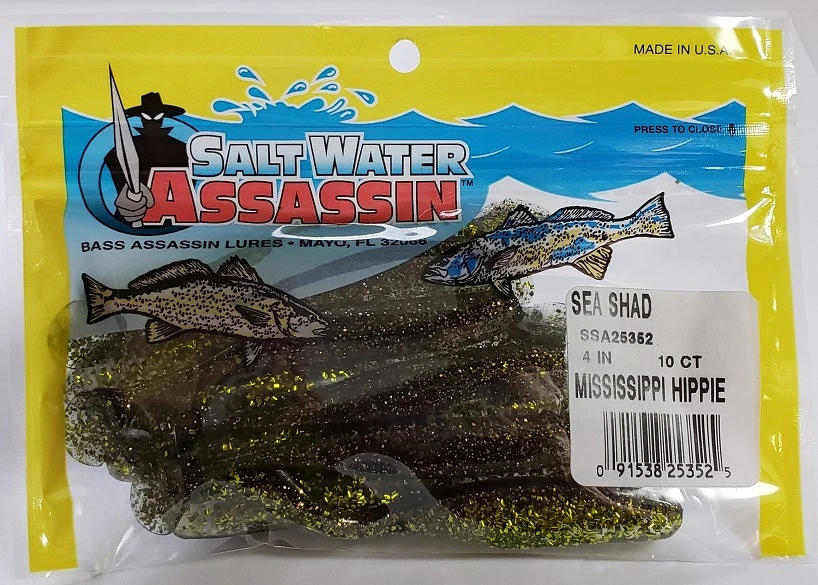 MADE IN U.S.A.
PRESS TO CLOSE
SALT WATER
ASSASSIN™
BASS ASSASSIN LURES • MAYO, FL 32066
SEA SHAD
SSA25352
4 IN 10 CT
MISSISSIPPI HIPPIE
0 91538 25352 5